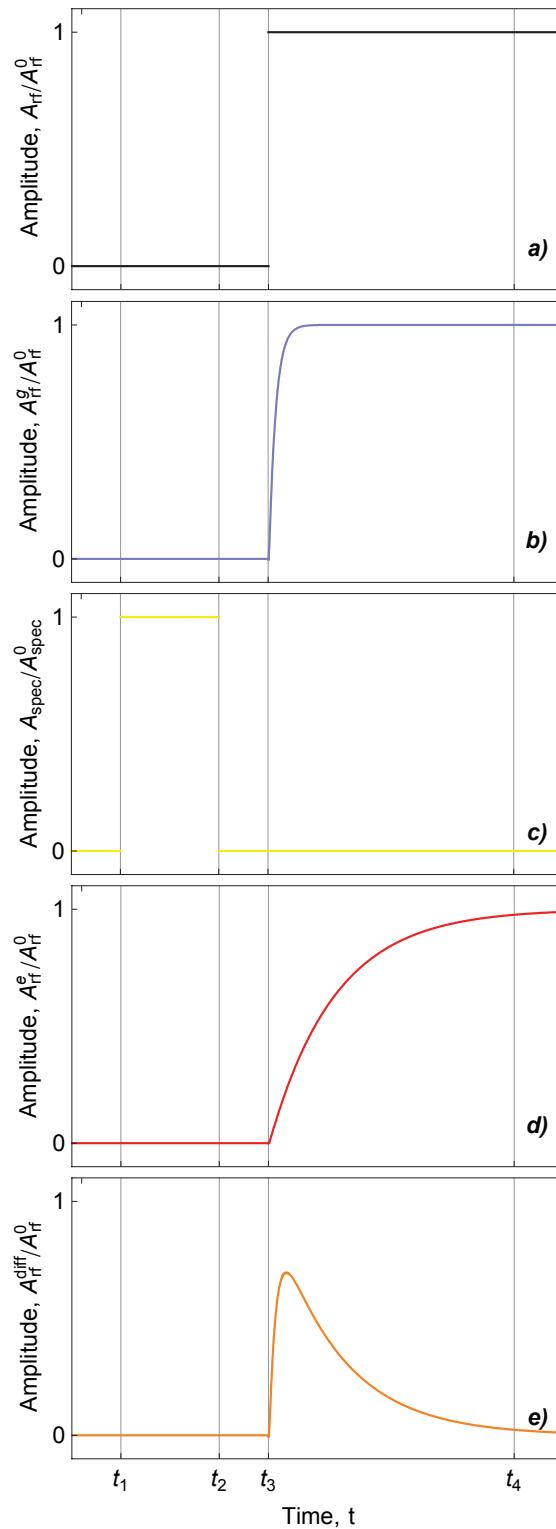 Amplitude, A_rf/A_rf^0
1
0
a)
Amplitude, A_rf^g/A_rf^0
1
0
b)
Amplitude, A_spec/A_spec^0
1
0
c)
Amplitude, A_rf^e/A_rf^0
1
0
d)
Amplitude, A_rf^diff/A_rf^0
1
0
e)
t_1 t_2 t_3 t_4
Time, t